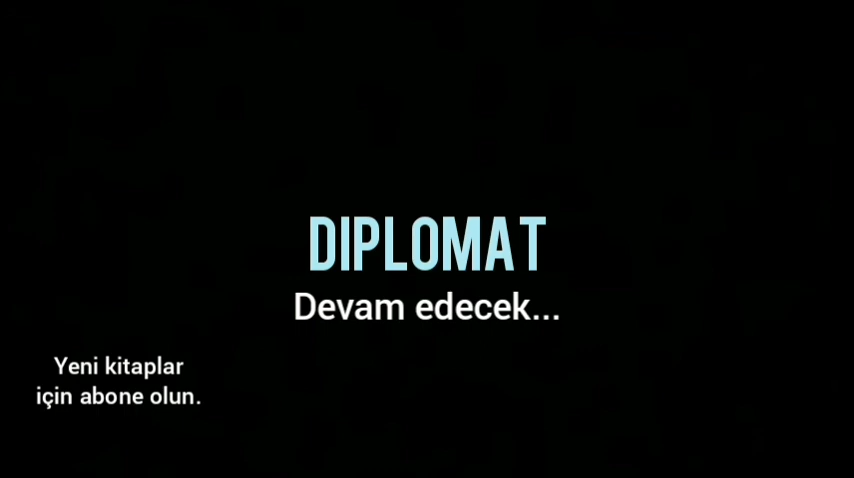 DIPLOMAT
Devam edecek...
Yeni kitaplar
için abone olun.